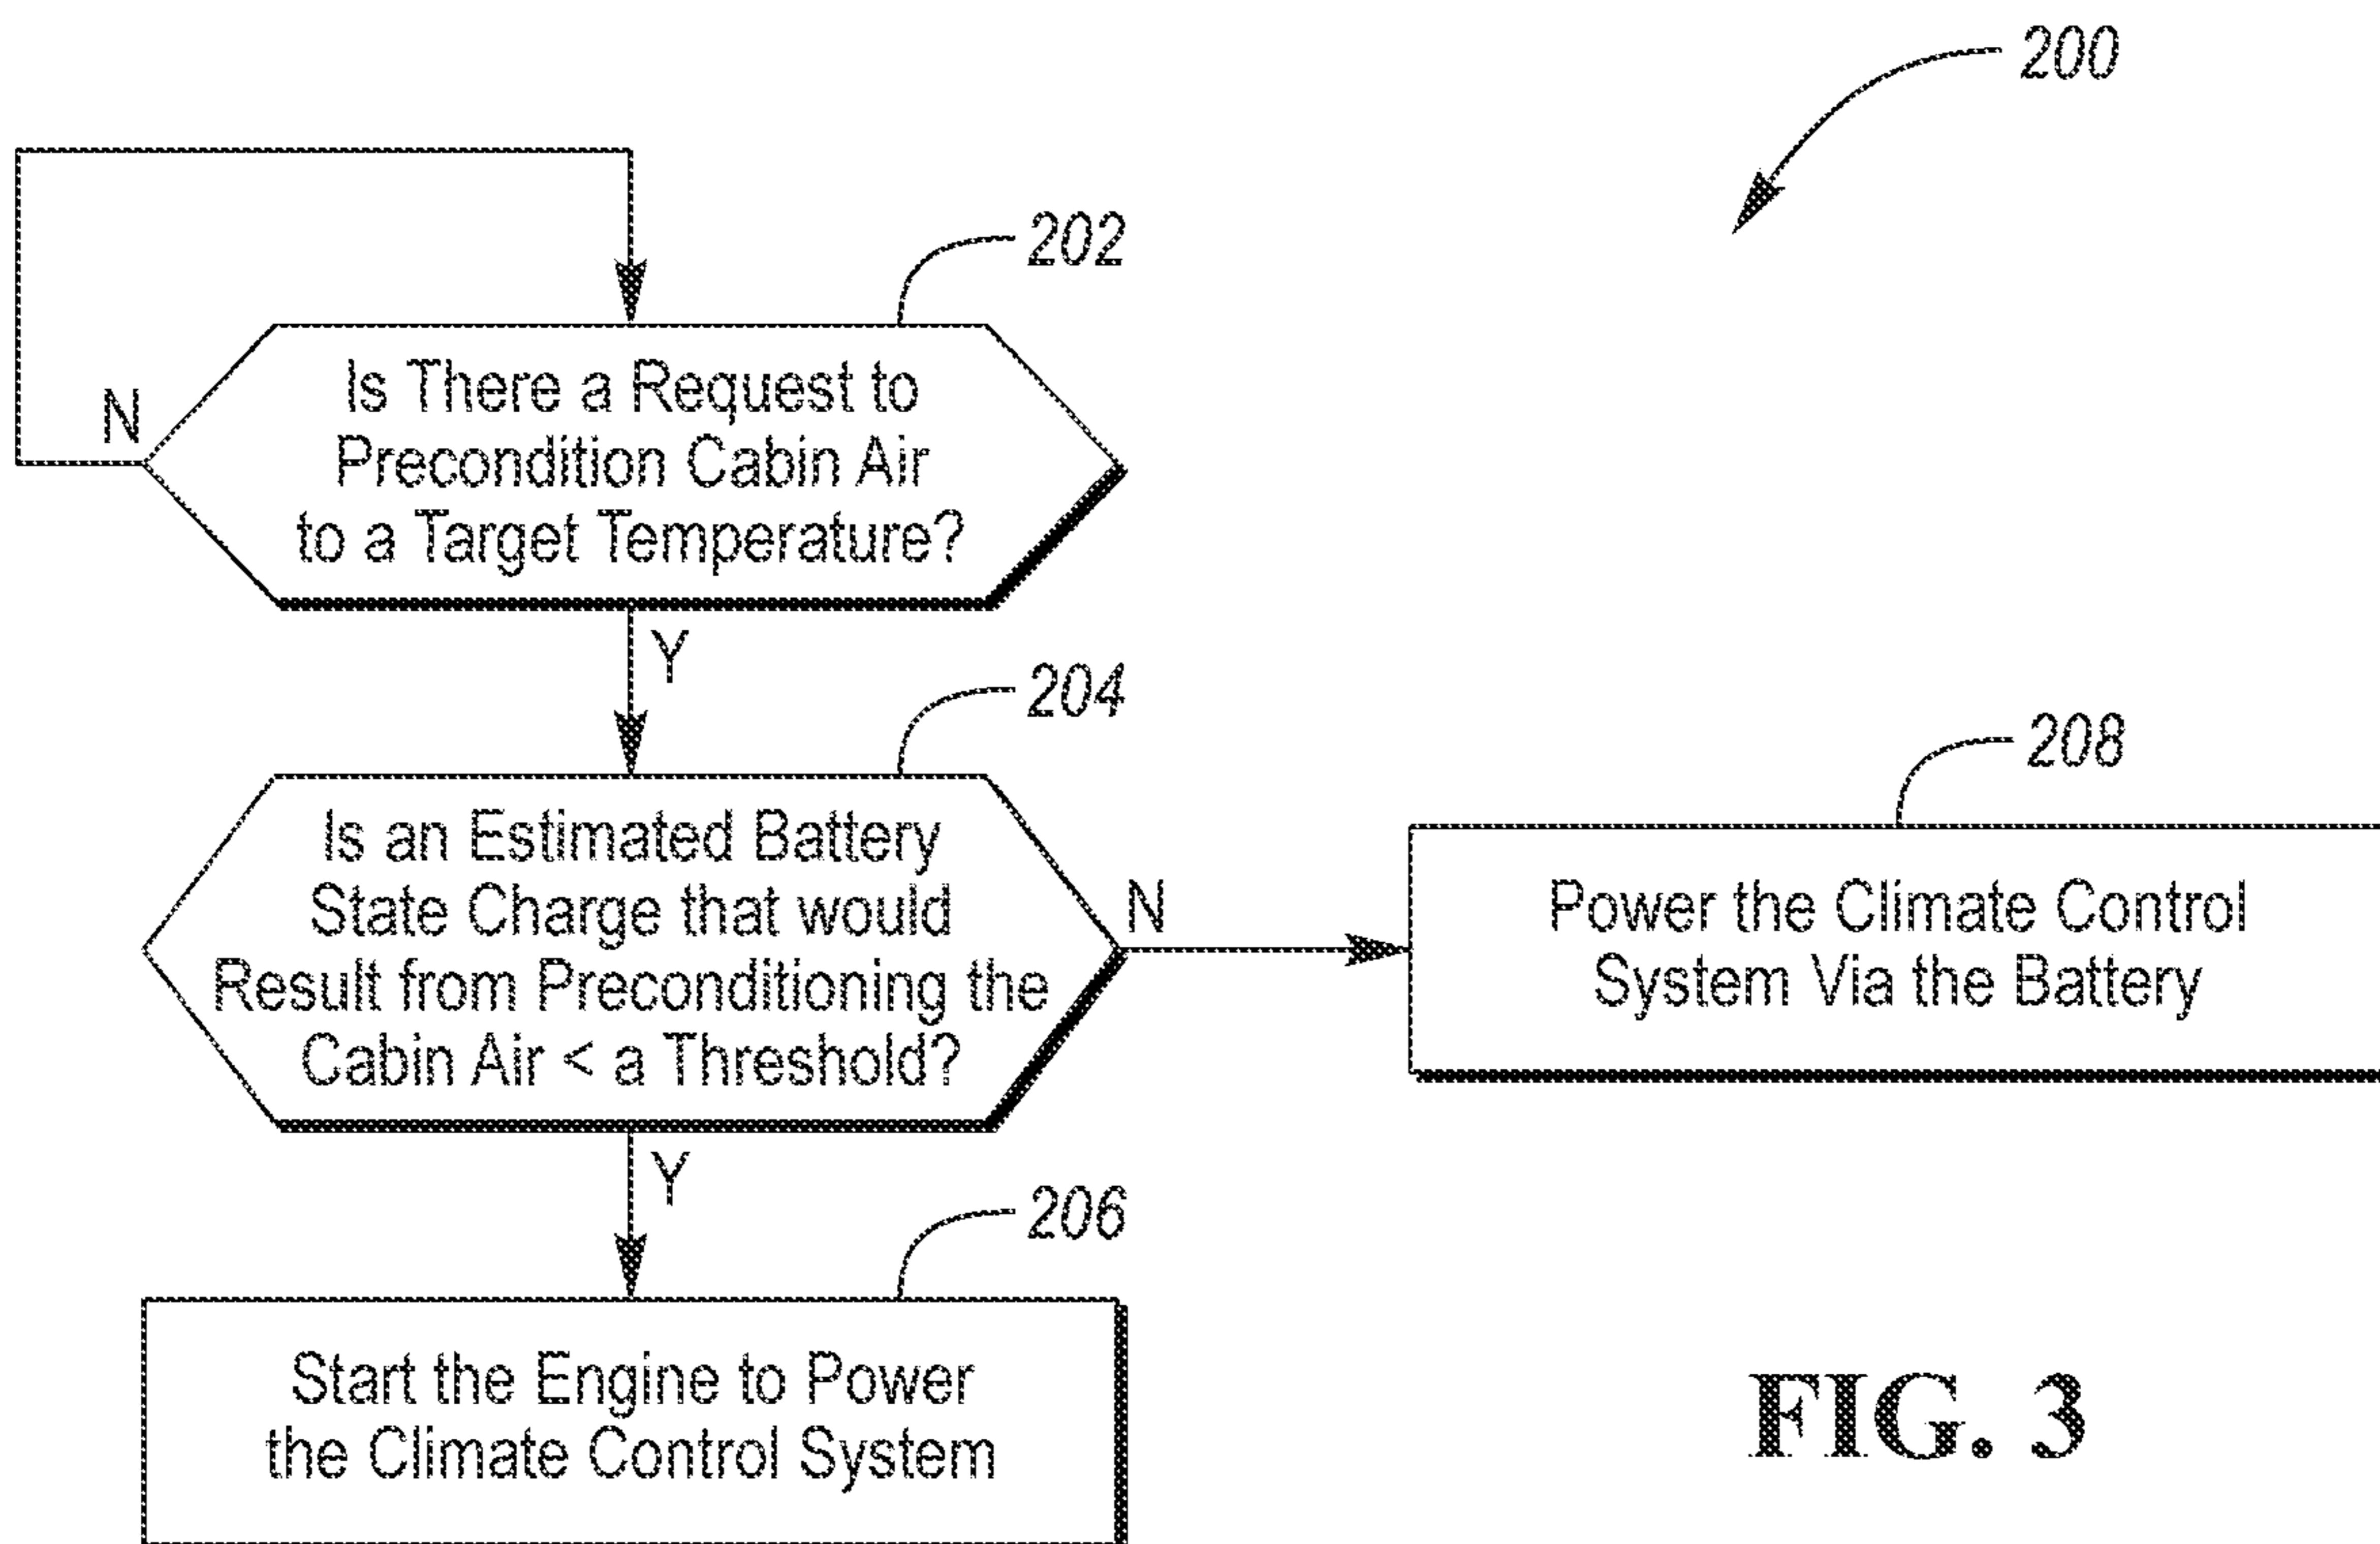 200
202
Is There a Request to
Precondition Cabin Air
to a Target Temperature?
N
Y
204
Is an Estimated Battery
State Charge that would
Result from Preconditioning the
Cabin Air < a Threshold?
N
208
Power the Climate Control
System Via the Battery
Y
206
Start the Engine to Power
the Climate Control System
FIG. 3